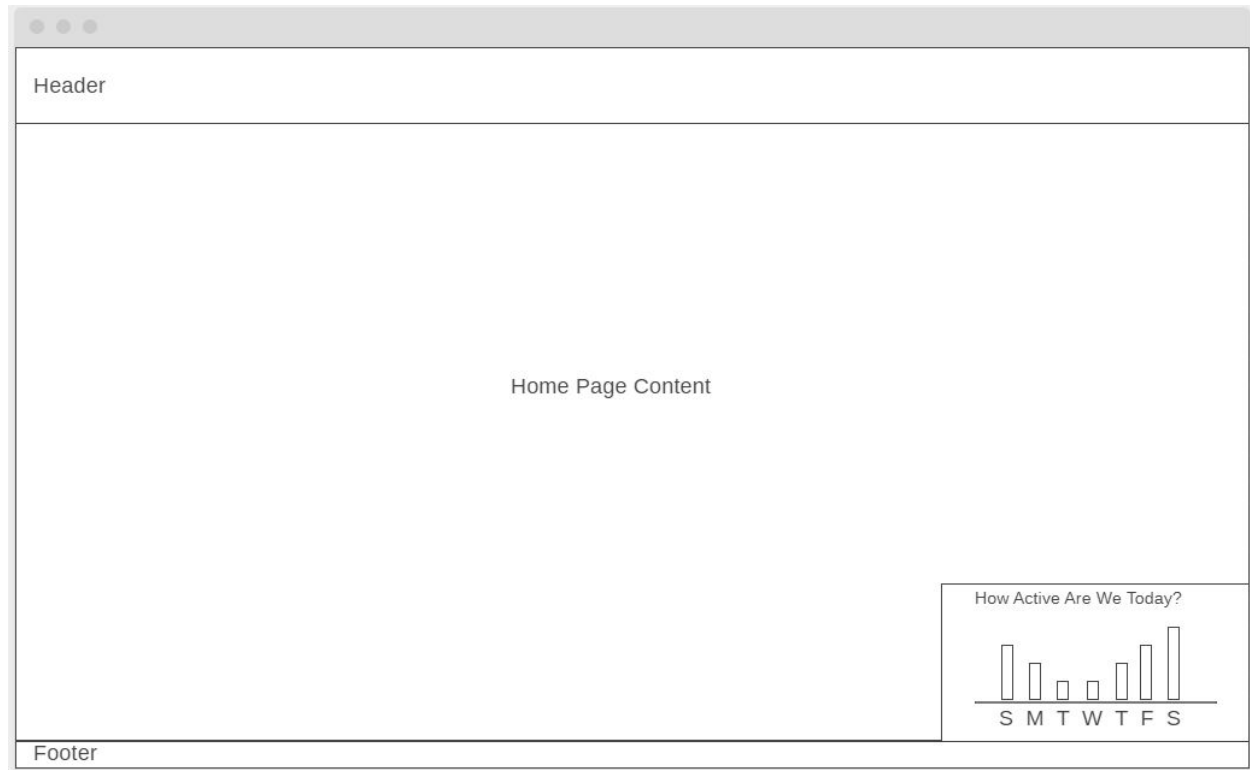 Header
Home Page Content
How Active Are We Today?
S M T W T F S
Footer